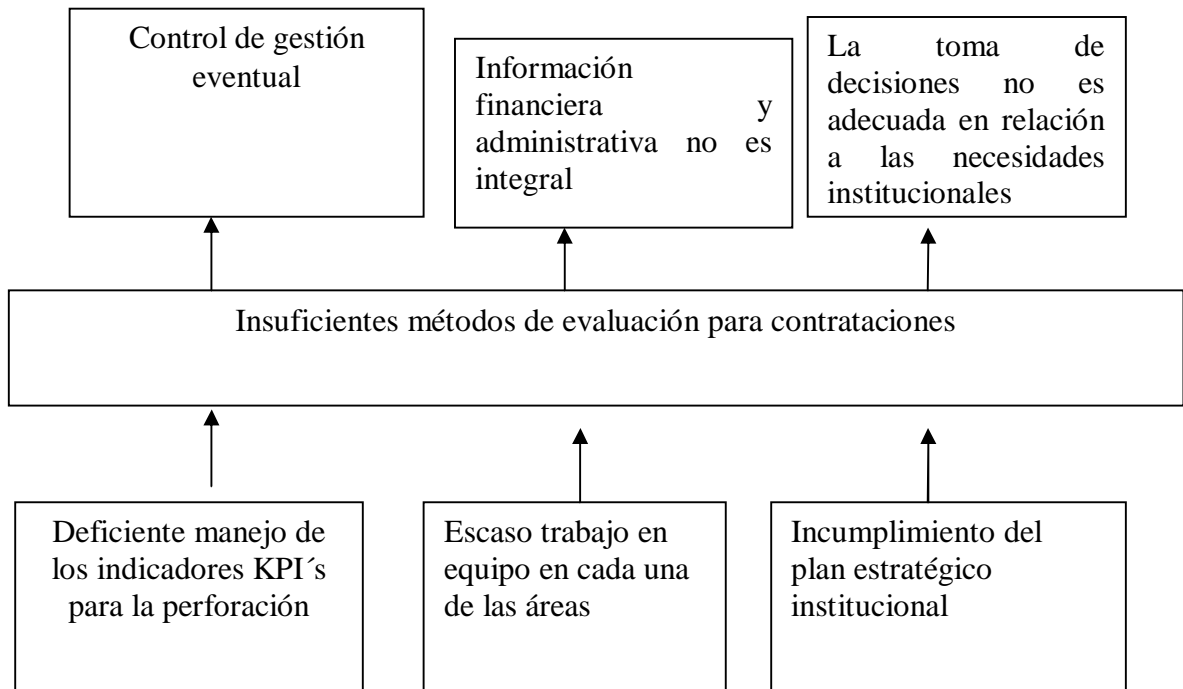 Control de gestión
eventual
Información
financiera y
administrativa no es
integral
La toma de
decisiones no es
adecuada en relación
a las necesidades
institucionales
Insuficientes métodos de evaluación para contrataciones
Deficiente manejo de
los indicadores KPI´s
para la perforación
Escaso trabajo en
equipo en cada una
de las áreas
Incumplimiento del
plan estratégico
institucional